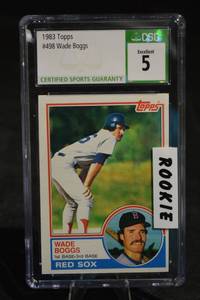 1983 Topps
#498 Wade Boggs
CSG
Excellent
5
CERTIFIED SPORTS GUARANTY
Topps
ROOKIE
WADE
BOGGS
1st BASE-3rd BASE
RED SOX
B